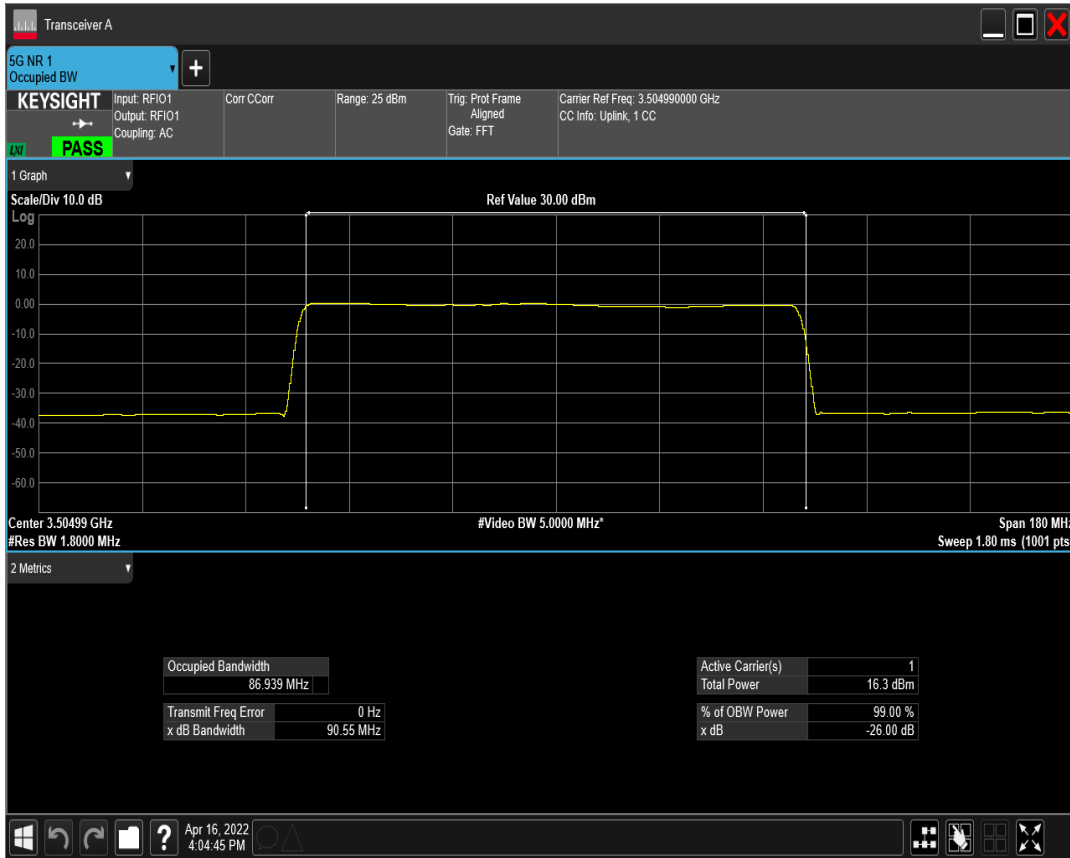 Transceiver A
5G NR 1
Occupied BW
+
KEYSIGHT
LXI
PASS
Input: RFIO1
Output: RFIO1
Coupling: AC
Corr CCorr
Range: 25 dBm
Trig: Prot Frame
Aligned
Gate: FFT
Carrier Ref Freq: 3.504990000 GHz
CC Info: Uplink, 1 CC
1 Graph
Scale/Div 10.0 dB
Ref Value 30.00 dBm
Log
20.0
10.0
0.00
-10.0
-20.0
-30.0
-40.0
-50.0
-60.0
Center 3.50499 GHz
#Video BW 5.0000 MHz*
Span 180 MHz
#Res BW 1.8000 MHz
Sweep 1.80 ms (1001 pts
2 Metrics
Occupied Bandwidth
86.939 MHz
Transmit Freq Error 0 Hz
x dB Bandwidth 90.55 MHz
Active Carrier(s) 1
Total Power 16.3 dBm
% of OBW Power 99.00 %
x dB -26.00 dB
?
Apr 16, 2022
4:04:45 PM